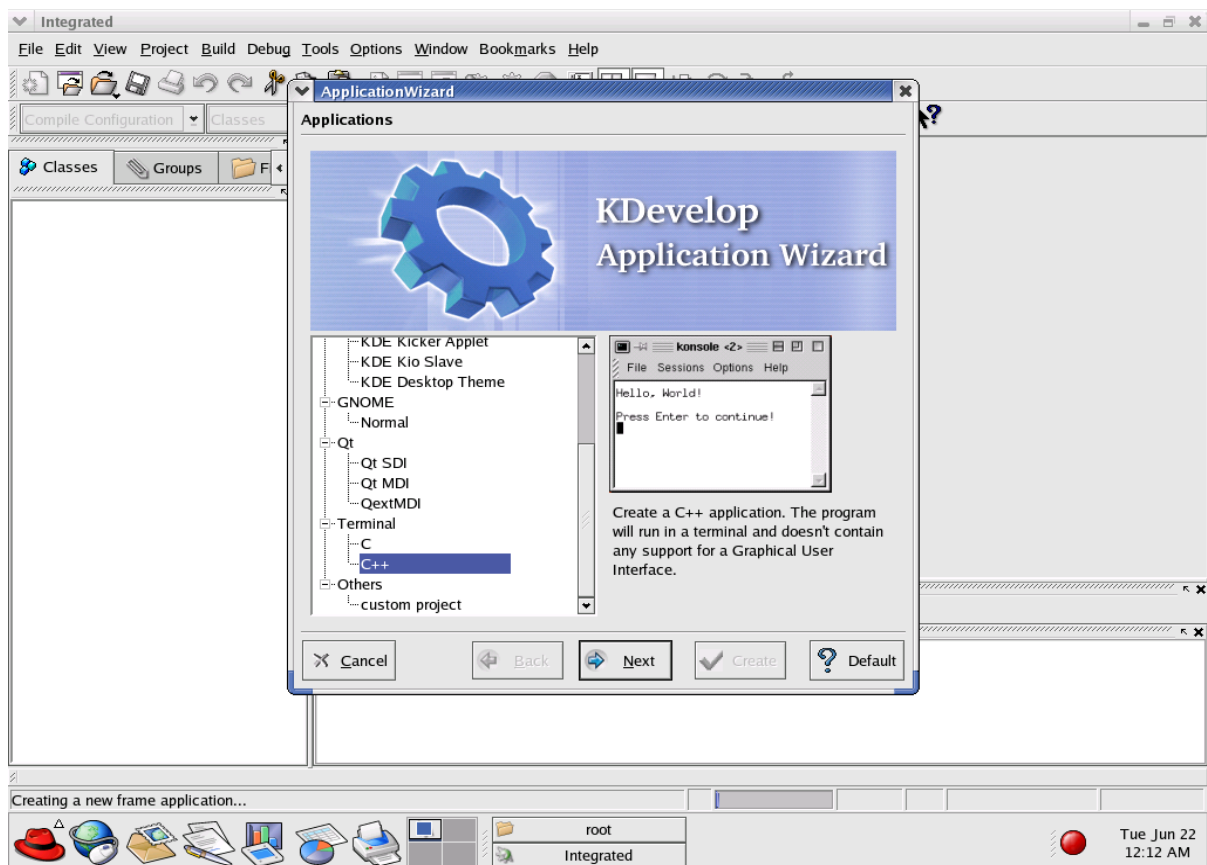 Integrated
File Edit View Project Build Debug Tools Options Window Bookmarks Help
Compile Configuration
Classes
Classes
Groups
F
ApplicationWizard
Applications
KDevelop
Application Wizard
KDE Kicker Applet
KDE Kio Slave
KDE Desktop Theme
GNOME
Normal
Qt
Qt SDI
Qt MDI
QextMDI
Terminal
C
C++
Others
custom project
konsole <2>
File Sessions Options Help
Hello, World!
Press Enter to continue!
Create a C++ application. The program
will run in a terminal and doesn't contain
any support for a Graphical User
Interface.
Cancel
Back
Next
Create
Default
Creating a new frame application...
root
Integrated
Tue Jun 22
12:12 AM